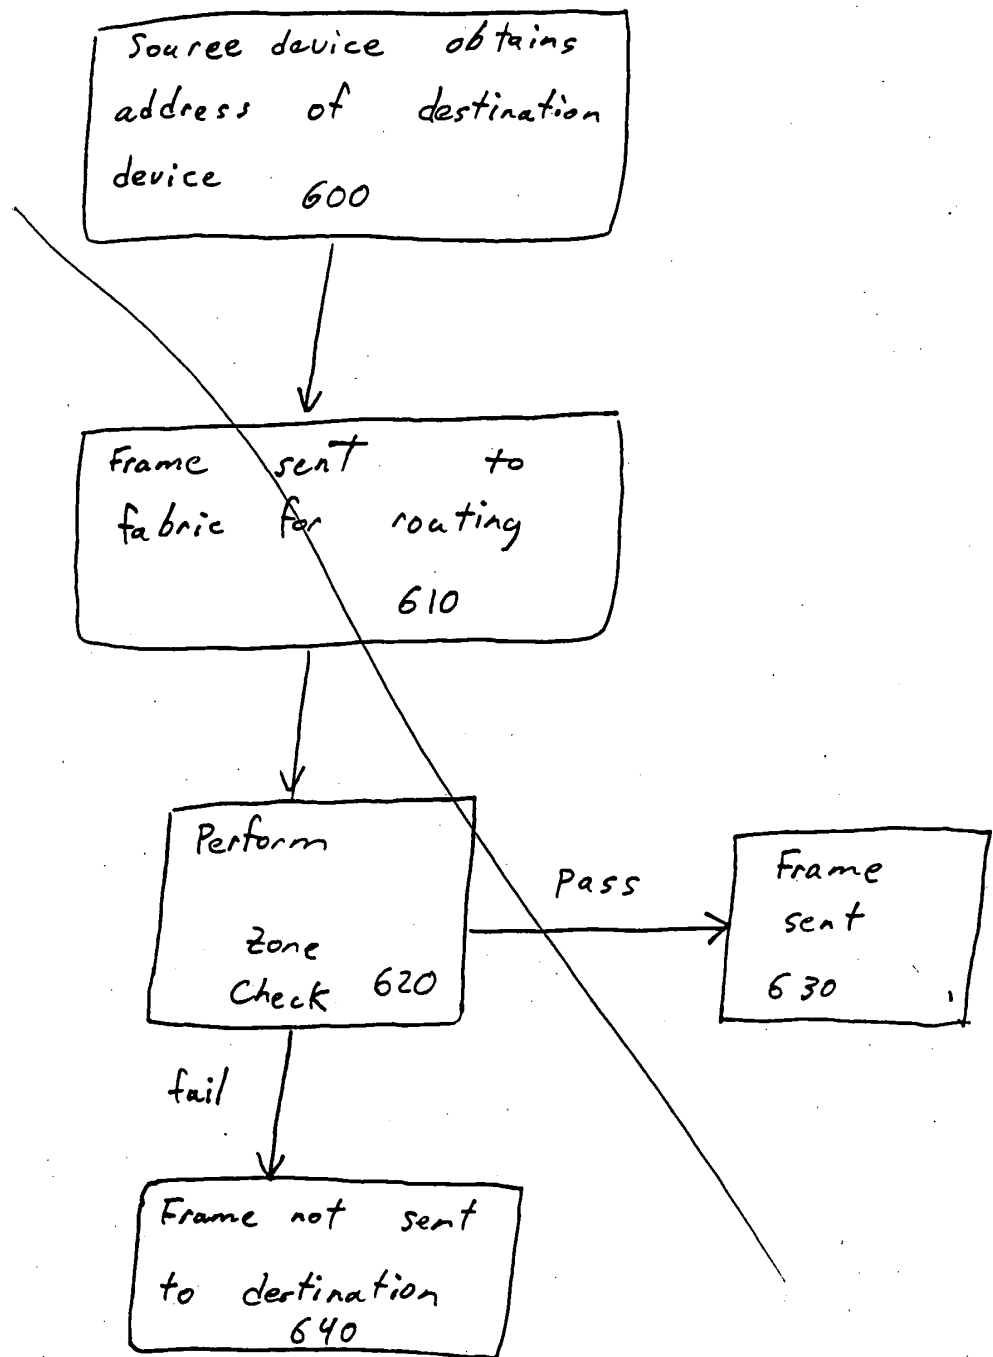 Source device obtains
address of destination
device 600
Frame sent to
fabric for routing
610
Perform
Zone
Check 620
Pass
Frame
sent
630
fail
Frame not sent
to destination
640